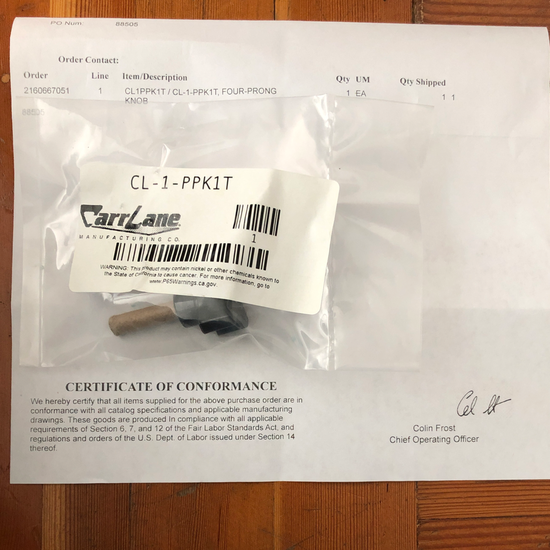 PO Num
88505
Order Contact:
Order Line Item/Description Qty UM Qty Shipped
2160667051 1 CL1PPK1T / CL-1-PPK1T, FOUR-PRONG 1 EA 1 1
KNOB
88505
CL-1-PPK1T
CarrLane
MANUFACTURING CO.
1
WARNING: This product may contain nickel or other chemicals known to
the State of California to cause cancer. For more information, go to
www.P65Warnings.ca.gov.
CERTIFICATE OF CONFORMANCE
We hereby certify that all items supplied for the above purchase order are in
conformance with all catalog specifications and applicable manufacturing
drawings. These goods are produced in compliance with all applicable
requirements of Section 6, 7, and 12 of the Fair Labor Standards Act, and
regulations and orders of the U.S. Dept. of Labor issued under Section 14
thereof.
Colin Frost
Chief Operating Officer